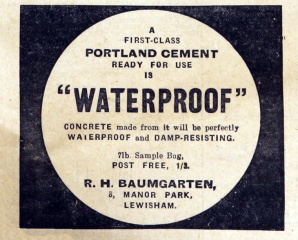 A
FIRST-CLASS
PORTLAND CEMENT
READY FOR USE
IS
"WATERPROOF"
CONCRETE made from it will be perfectly
WATERPROOF and DAMP-RESISTING.
7lb. Sample Bag,
POST FREE, 1/3.
R. H. BAUMGARTEN,
5, MANOR PARK,
LEWISHAM.